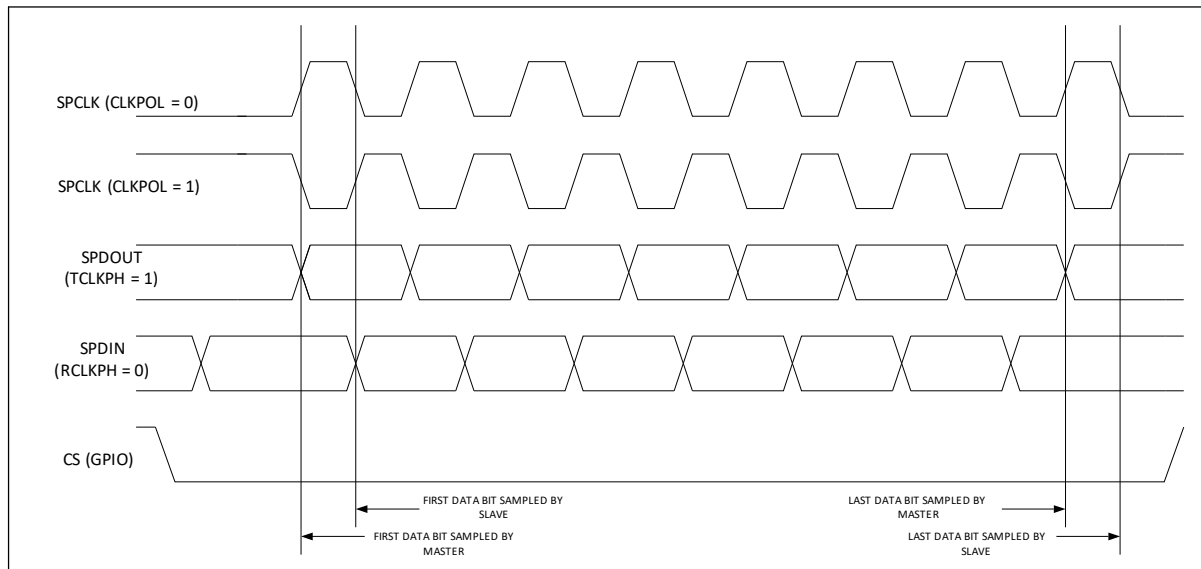 SPCLK (CLKPOL = 0)
SPCLK (CLKPOL = 1)
SPDOUT
(TCLKPH = 1)
SPDIN
(RCLKPH = 0)
CS (GPIO)
FIRST DATA BIT SAMPLED BY
SLAVE
LAST DATA BIT SAMPLED BY
MASTER
FIRST DATA BIT SAMPLED BY
MASTER
LAST DATA BIT SAMPLED BY
SLAVE